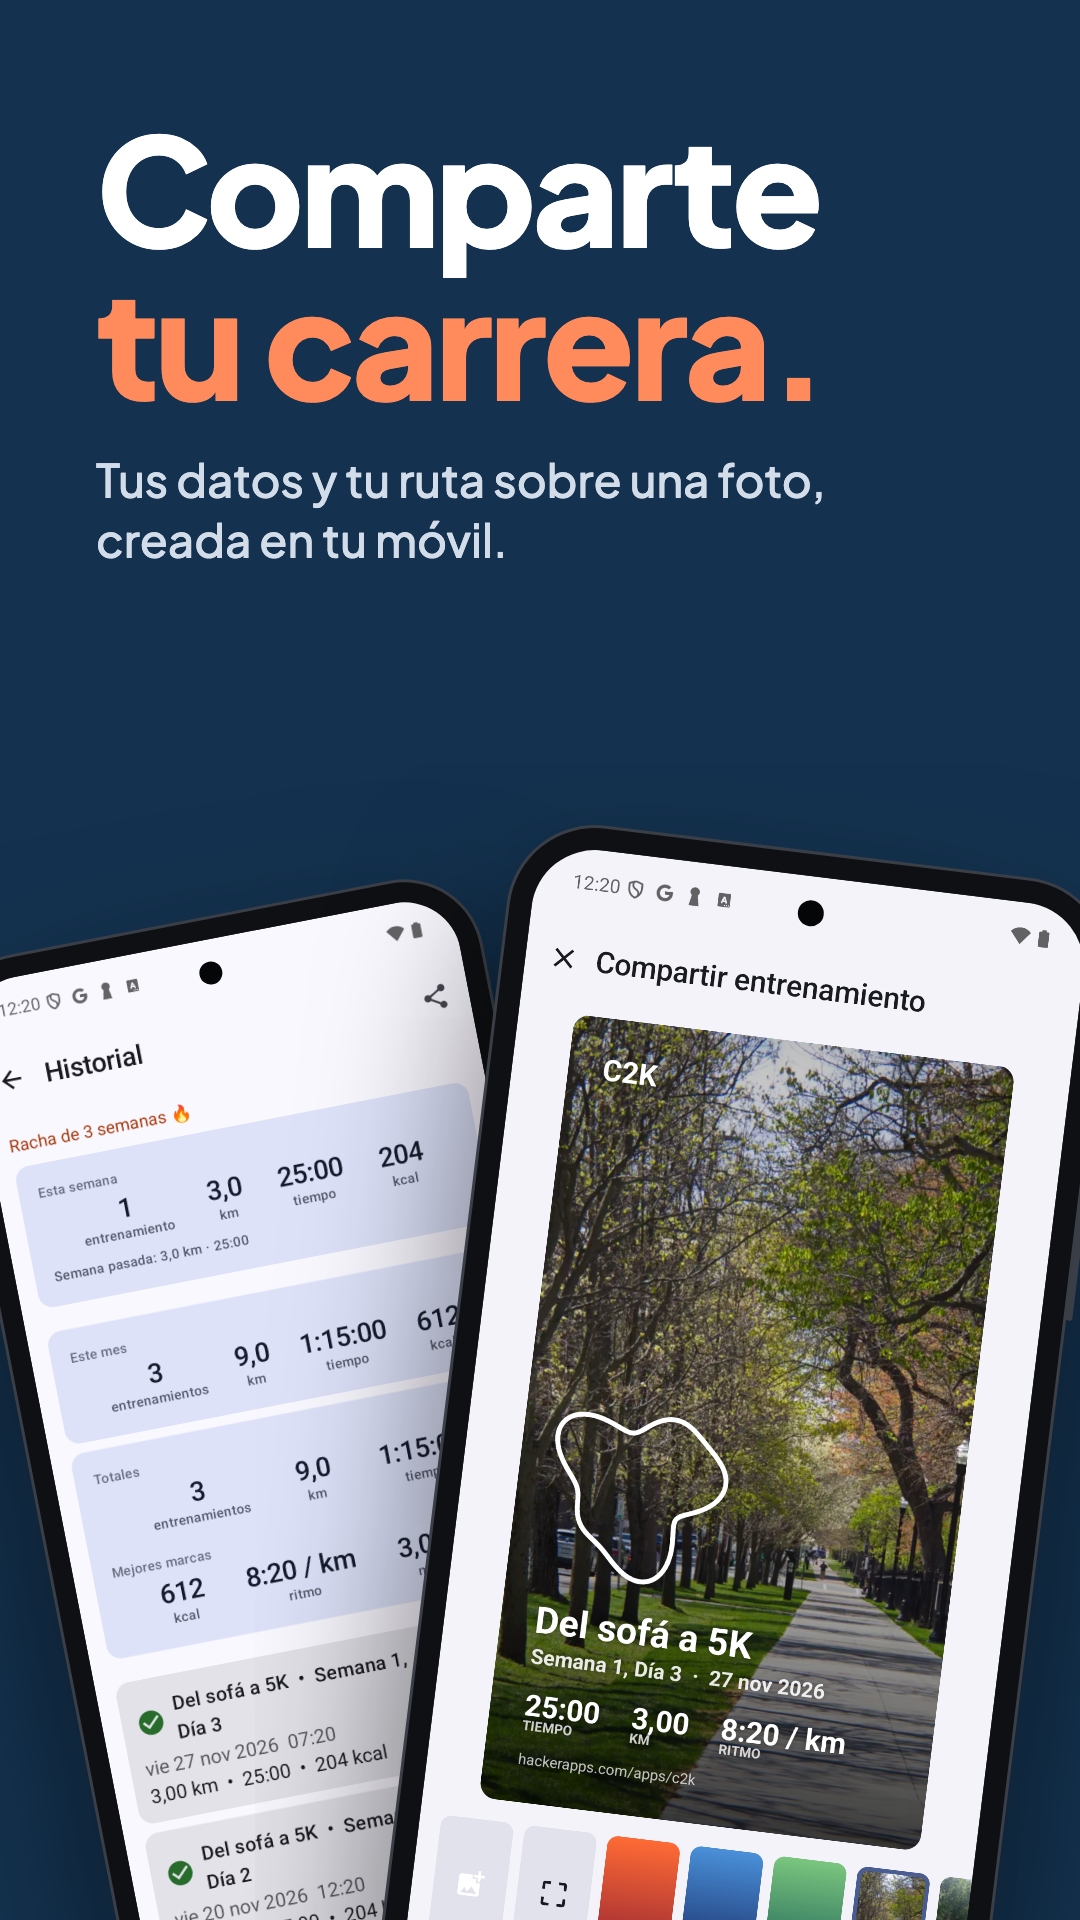 Comparte
tu carrera.
Tus datos y tu ruta sobre una foto,
creada en tu móvil.
12:20
Historial
Racha de 3 semanas 🔥
Esta semana
1
entrenamiento
3,0
km
25:00
tiempo
204
kcal
Semana pasada: 3,0 km · 25:00
Este mes
3
entrenamientos
9,0
km
1:15:00
tiempo
612
Totales
3
entrenamientos
9,0
km
Mejores marcas
612
kcal
8:20 / km
ritmo
Del sofá a 5K • Semana 1,
Día 3
vie 27 nov 2026 07:20
3,00 km • 25:00 • 204 kcal
Del sofá a 5K •
Día 2
vie 20 nov 2026 12:20
204
12:20
Compartir entrenamiento
C2K
Del sofá a 5K
Semana 1, Día 3 · 27 nov 2026
25:00
TIEMPO
3,00
KM
8:20 / km
RITMO
hackerapps.com/apps/c2k